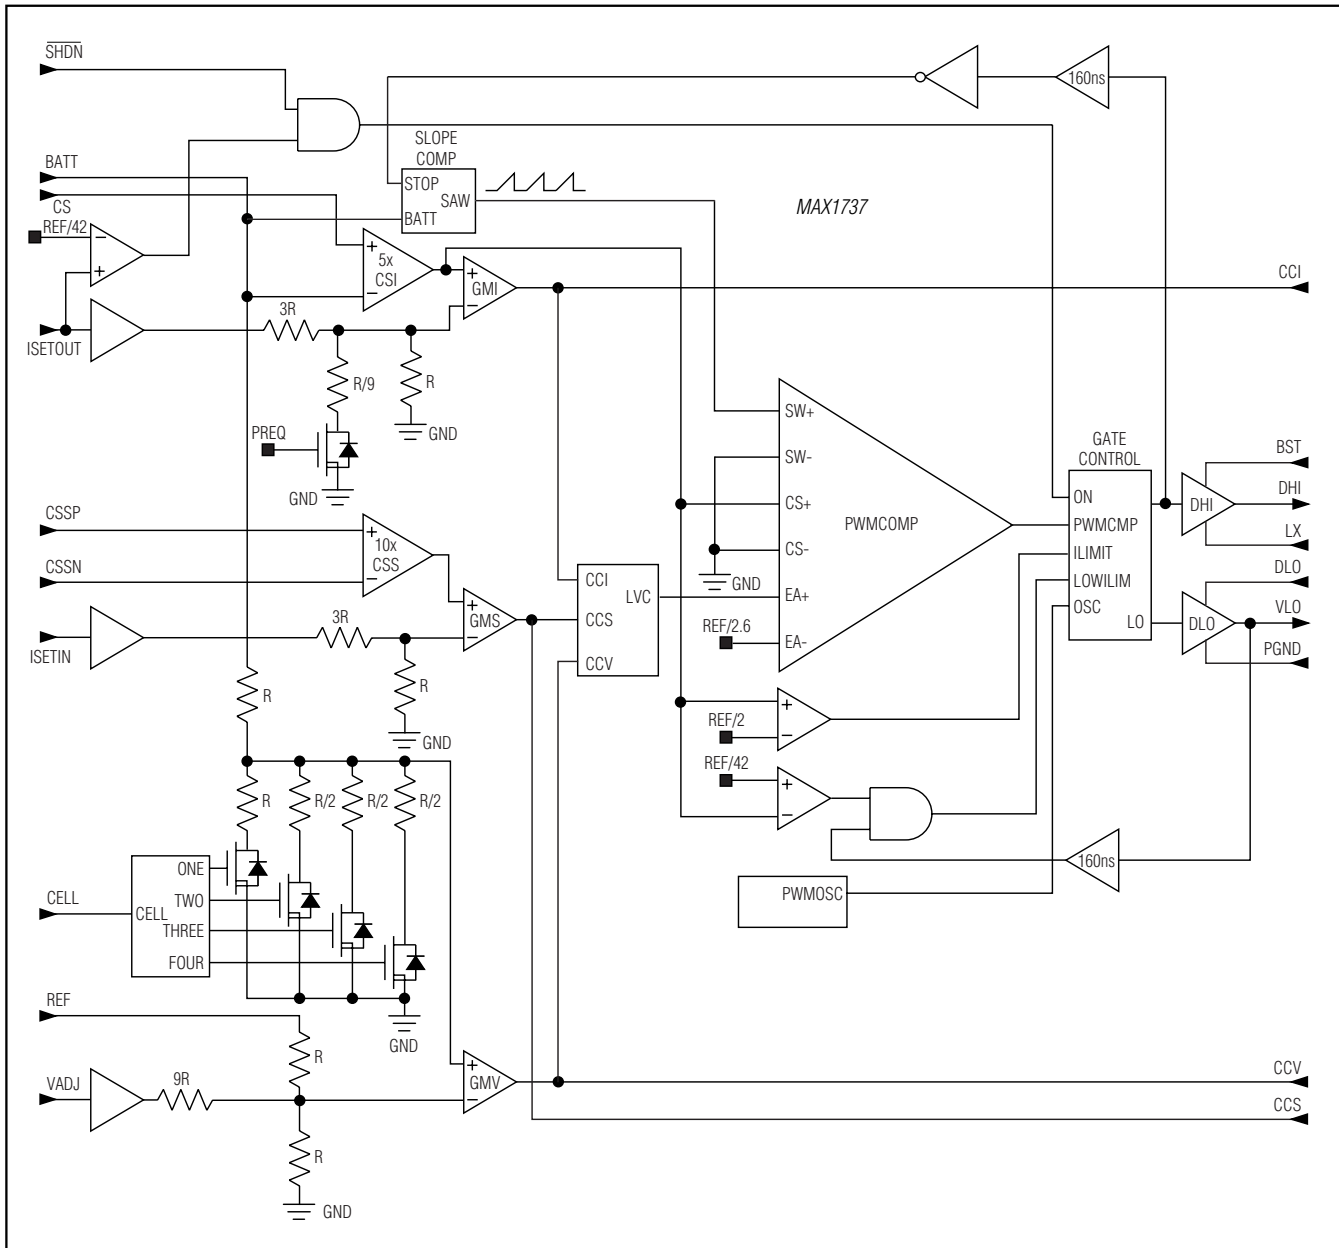 SHDN
160ns
SLOPE
COMP
BATT
STOP
SAW
BATT
MAX1737
CS
REF/42
−
+
+
5x
CSI
−
+
GMI
−
CCI
3R
ISETOUT
R/9
R
GND
PREQ
GND
SW+
SW-
CS+
CS-
EA+
EA-
PWMCOMP
GND
REF/2.6
GATE
CONTROL
ON
PWMCMP
ILIMIT
LOWILIM
OSC
LO
BST
DHI
DHI
LX
DLO
DLO
VLO
PGND
CSSP
+
10x
CSS
−
CSSN
+
GMS
−
CCI
CCS
CCV
LVC
3R
ISETIN
R
GND
R
REF/2
+
−
REF/42
+
−
R
R/2
R/2
R/2
160ns
PWMOSC
CELL
CELL
ONE
TWO
THREE
FOUR
GND
REF
R
VADJ
9R
+
GMV
−
CCV
CCS
R
GND